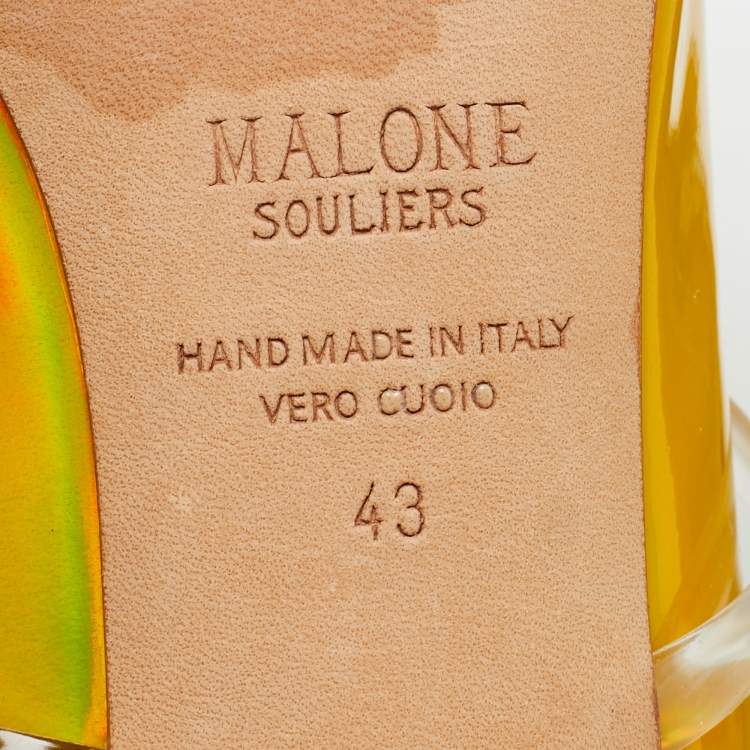 MALONE
SOULIERS
HAND MADE IN ITALY
VERO CUOIO
43